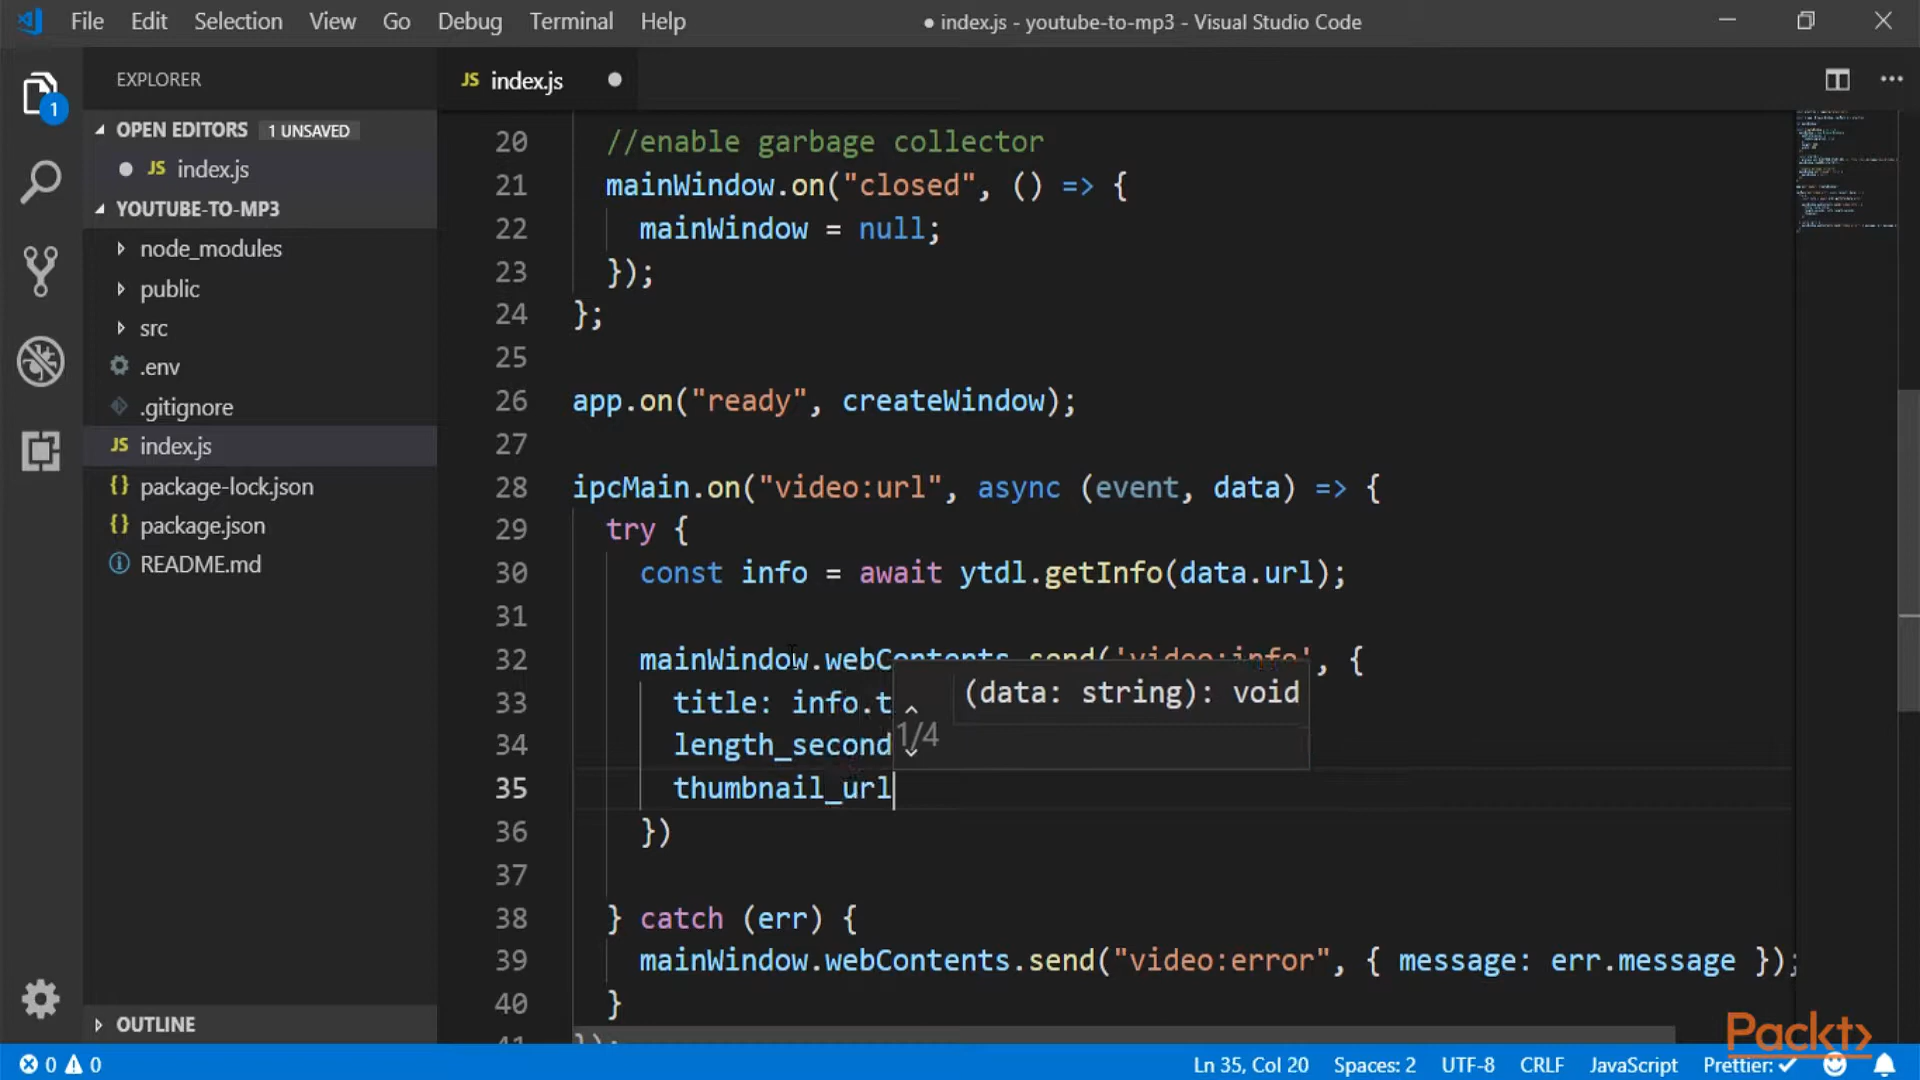 File Edit Selection View Go Debug Terminal Help
● index.js - youtube-to-mp3 - Visual Studio Code
EXPLORER
OPEN EDITORS 1 UNSAVED
JS index.js
YOUTUBE-TO-MP3
node_modules
public
src
.env
.gitignore
JS index.js
{} package-lock.json
{} package.json
README.md
OUTLINE
1
JS index.js
20 //enable garbage collector
21 mainWindow.on("closed", () => {
22 mainWindow = null;
23 });
24 };
25
26 app.on("ready", createWindow);
27
28 ipcMain.on("video:url", async (event, data) => {
29 try {
30 const info = await ytdl.getInfo(data.url);
31
32 mainWindow.webContents.send('video:info', {
33 title: info.t
34 length_second
35 thumbnail_url
36 })
37
38 } catch (err) {
39 mainWindow.webContents.send("video:error", { message: err.message });
40 }
41 });
1/4
(data: string): void
Packt>
0 0
Ln 35, Col 20 Spaces: 2 UTF-8 CRLF JavaScript Prettier: ✓